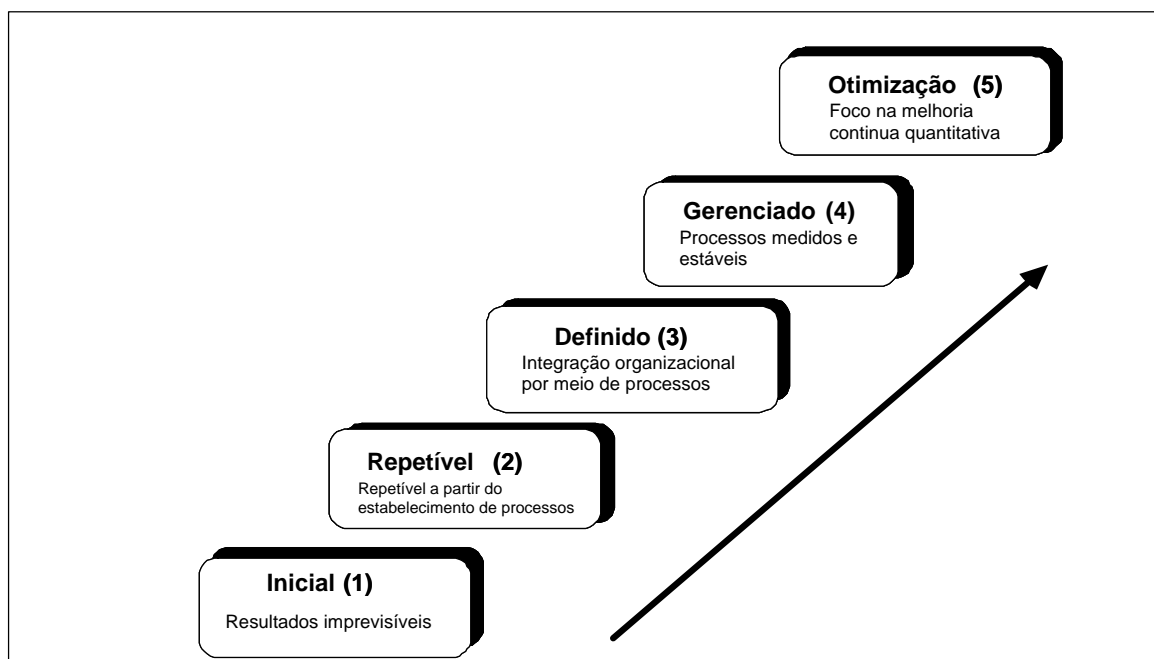 Otimização (5)
Foco na melhoria
continua quantitativa
Gerenciado (4)
Processos medidos e
estáveis
Definido (3)
Integração organizacional
por meio de processos
Repetível (2)
Repetível a partir do
estabelecimento de processos
Inicial (1)
Resultados imprevisíveis